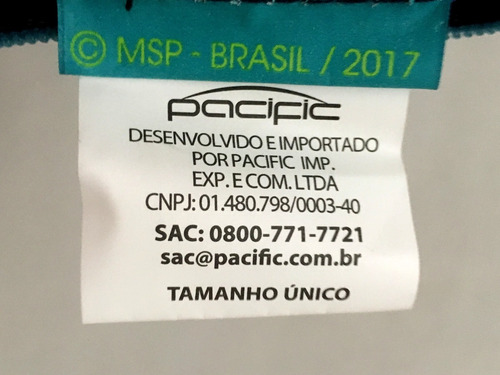 © MSP - BRASIL / 2017
pacific
DESENVOLVIDO E IMPORTADO
POR PACIFIC IMP.
EXP. E COM. LTDA
CNPJ: 01.480.798/0003-40
SAC: 0800-771-7721
sac@pacific.com.br
TAMANHO ÚNICO